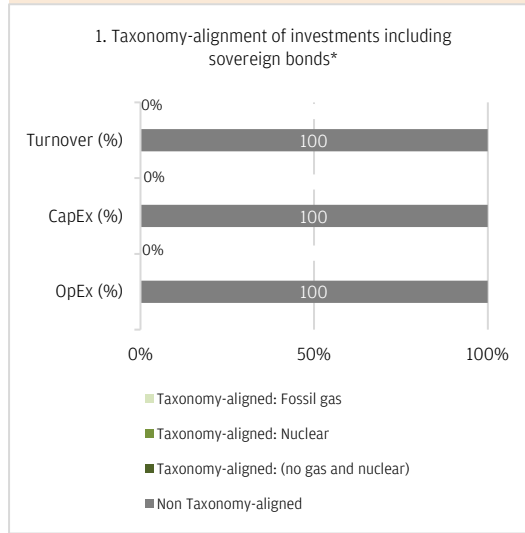 1. Taxonomy-alignment of investments including
sovereign bonds*
0%
Turnover (%)
100
0%
CapEx (%)
100
0%
OpEx (%)
100
0%
50%
100%
Taxonomy-aligned: Fossil gas
Taxonomy-aligned: Nuclear
Taxonomy-aligned: (no gas and nuclear)
Non Taxonomy-aligned